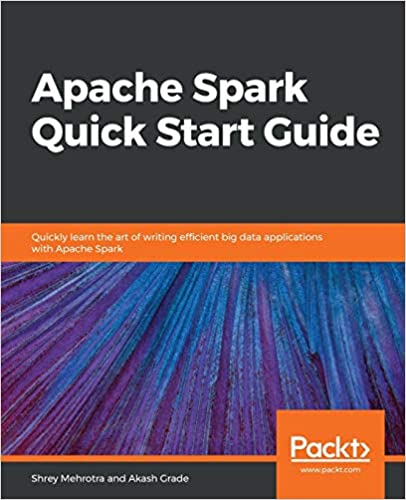 Apache Spark
Quick Start Guide
Quickly learn the art of writing efficient big data applications
with Apache Spark
Packt>
www.packt.com
Shrey Mehrotra and Akash Grade